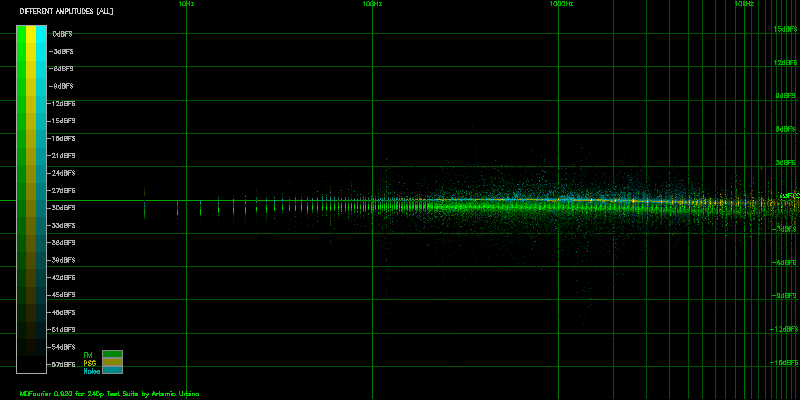 DIFFERENT AMPLITUDES [ALL]
10Hz
100Hz
1000Hz
10kHz
0dBFS
-3dBFS
-6dBFS
-9dBFS
-12dBFS
-15dBFS
-18dBFS
-21dBFS
-24dBFS
-27dBFS
-30dBFS
-33dBFS
-36dBFS
-39dBFS
-42dBFS
-45dBFS
-48dBFS
-51dBFS
-54dBFS
-57dBFS
15dBFS
12dBFS
9dBFS
6dBFS
3dBFS
0dBFS
-3dBFS
-6dBFS
-9dBFS
-12dBFS
-15dBFS
FM
PSG
Noise
MDFourier 0.920 for 240p Test Suite by Artemio Urbina